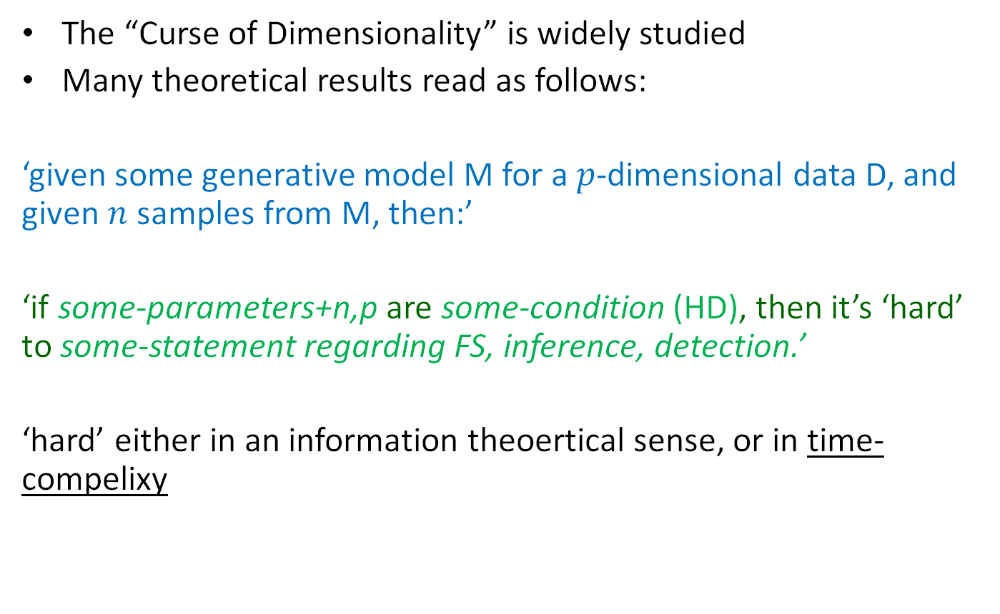 • The “Curse of Dimensionality” is widely studied
• Many theoretical results read as follows:
‘given some generative model M for a p-dimensional data D, and
given n samples from M, then:’
‘if some-parameters+n,p are some-condition (HD), then it’s ‘hard’
to some-statement regarding FS, inference, detection.’
‘hard’ either in an information theoertical sense, or in time-
compelixy